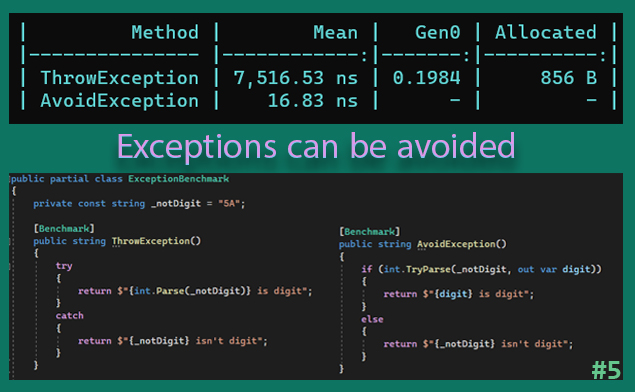 |          Method |        Mean |   Gen0 | Allocated |
|---------------- |------------:|-------:|----------:|
|  ThrowException | 7,516.53 ns | 0.1984 |     856 B |
|  AvoidException |    16.83 ns |      - |         - |
Exceptions can be avoided
public partial class ExceptionBenchmark
{
private const string _notDigit = "5A";
[Benchmark]
public string ThrowException()
{
try
{
return $"{int.Parse(_notDigit)} is digit";
}
catch
{
return $"{_notDigit} isn't digit";
}
}
[Benchmark]
public string AvoidException()
{
if (int.TryParse(_notDigit, out var digit))
{
return $"{digit} is digit";
}
else
{
return $"{_notDigit} isn't digit";
}
}
#5